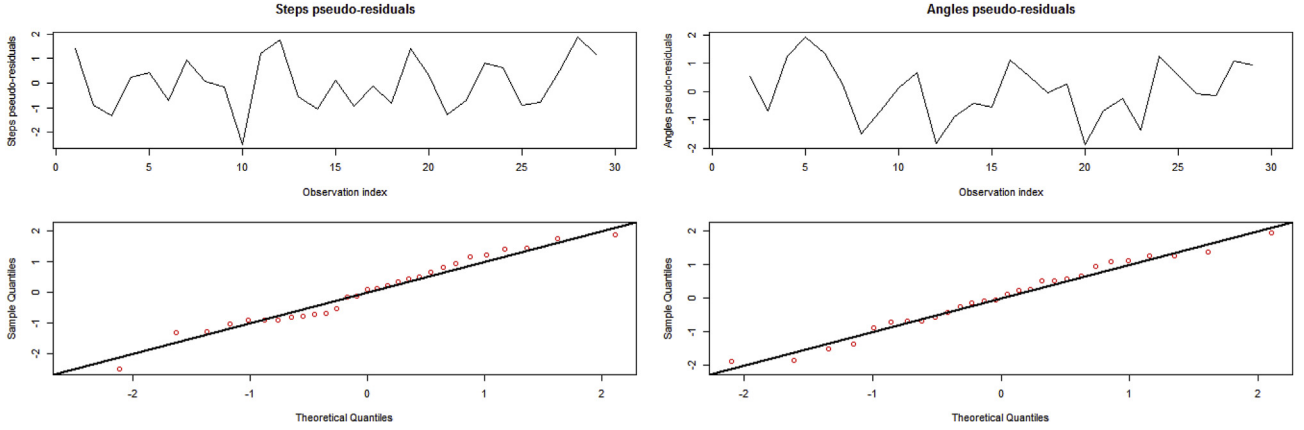 Steps pseudo-residuals
Steps pseudo-residuals
2
1
0
-1
-2
0 5 10 15 20 25 30
Observation index
Angles pseudo-residuals
Angles pseudo-residuals
2
1
0
-1
-2
0 5 10 15 20 25 30
Observation index
Sample Quantiles
2
1
0
-1
-2
-2 -1 0 1 2
Theoretical Quantiles
Sample Quantiles
2
1
0
-1
-2
-2 -1 0 1 2
Theoretical Quantiles